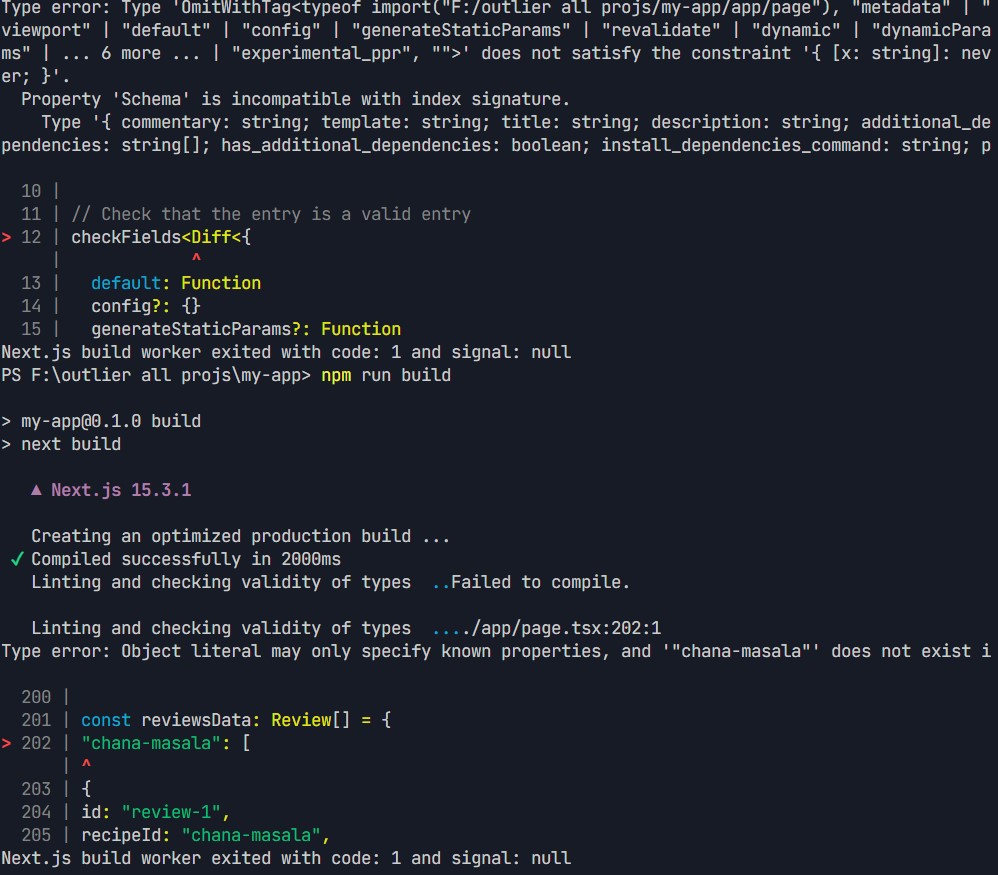 Type error: Type 'OmitWithTag<typeof import("F:/outlier all projs/my-app/app/page"), "metadata" | "
viewport" | "default" | "config" | "generateStaticParams" | "revalidate" | "dynamic" | "dynamicPara
ms" | ... 6 more ... | "experimental_ppr", "">' does not satisfy the constraint '{ [x: string]: nev
er; }'.
  Property 'Schema' is incompatible with index signature.
    Type '{ commentary: string; template: string; title: string; description: string; additional_de
pendencies: string[]; has_additional_dependencies: boolean; install_dependencies_command: string; p

  10 |
  11 | // Check that the entry is a valid entry
> 12 | checkFields<Diff<{
     |             ^
  13 |   default: Function
  14 |   config?: {}
  15 |   generateStaticParams?: Function
Next.js build worker exited with code: 1 and signal: null
PS F:\outlier all projs\my-app> npm run build

> my-app@0.1.0 build
> next build

   ▲ Next.js 15.3.1

   Creating an optimized production build ...
 ✓ Compiled successfully in 2000ms
   Linting and checking validity of types  ..Failed to compile.

   Linting and checking validity of types  ..../app/page.tsx:202:1
Type error: Object literal may only specify known properties, and '"chana-masala"' does not exist i

  200 |
  201 | const reviewsData: Review[] = {
> 202 | "chana-masala": [
      | ^
  203 | {
  204 | id: "review-1",
  205 | recipeId: "chana-masala",
Next.js build worker exited with code: 1 and signal: null